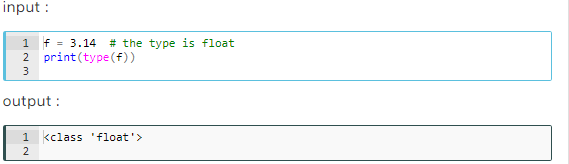 input :
1 f = 3.14  # the type is float
2 print(type(f))
3
output :
1 <class 'float'>
2